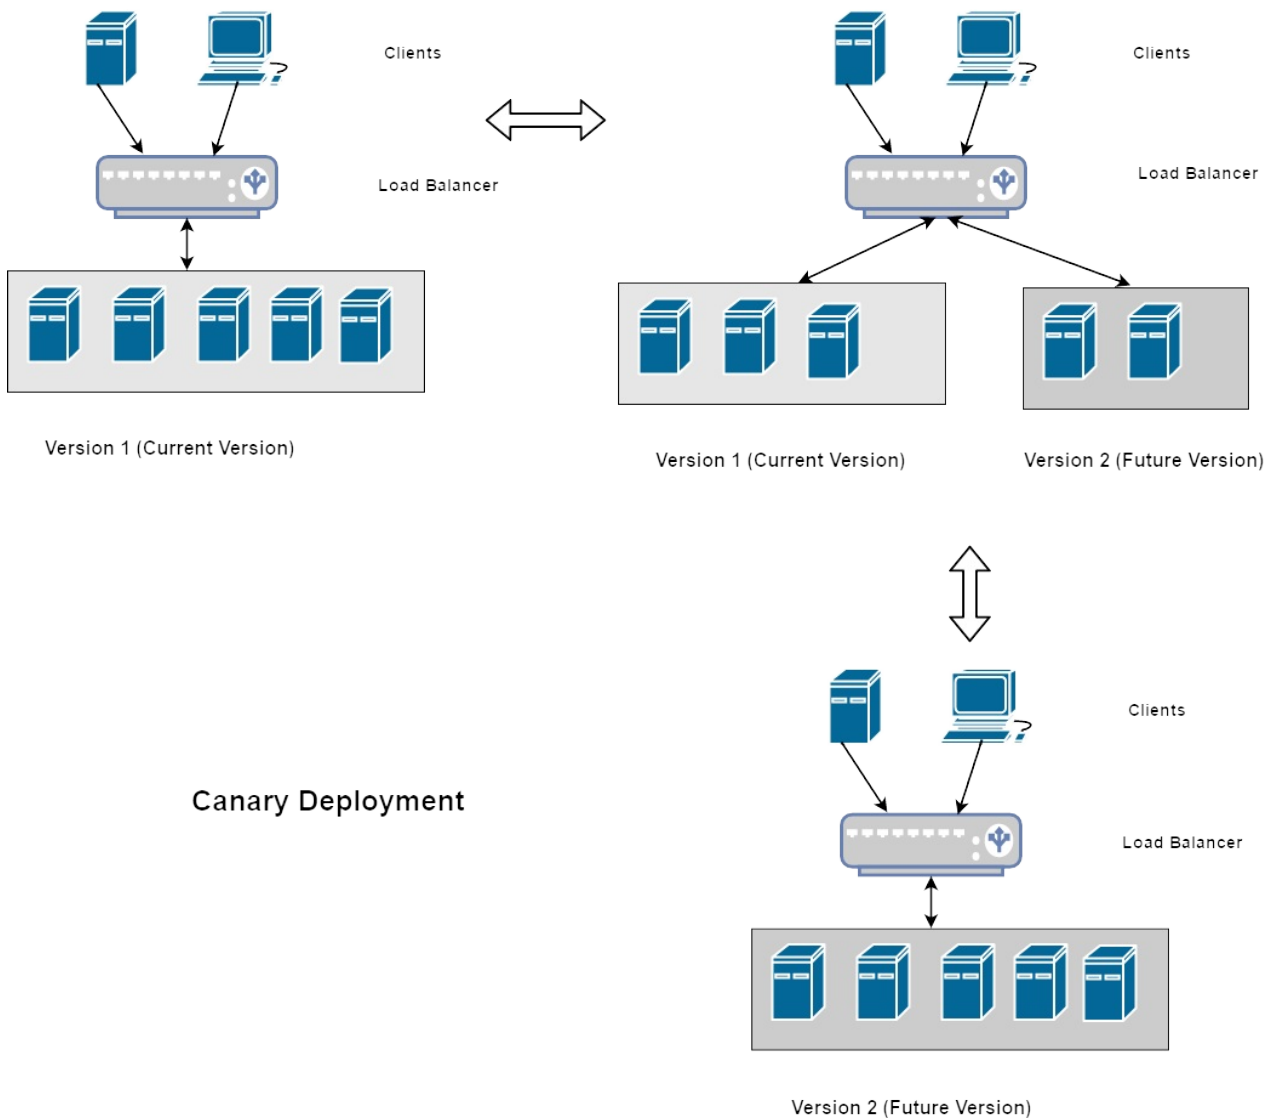 Clients
Load Balancer
Version 1 (Current Version)
Clients
Load Balancer
Version 1 (Current Version)
Version 2 (Future Version)
Canary Deployment
Clients
Load Balancer
Version 2 (Future Version)